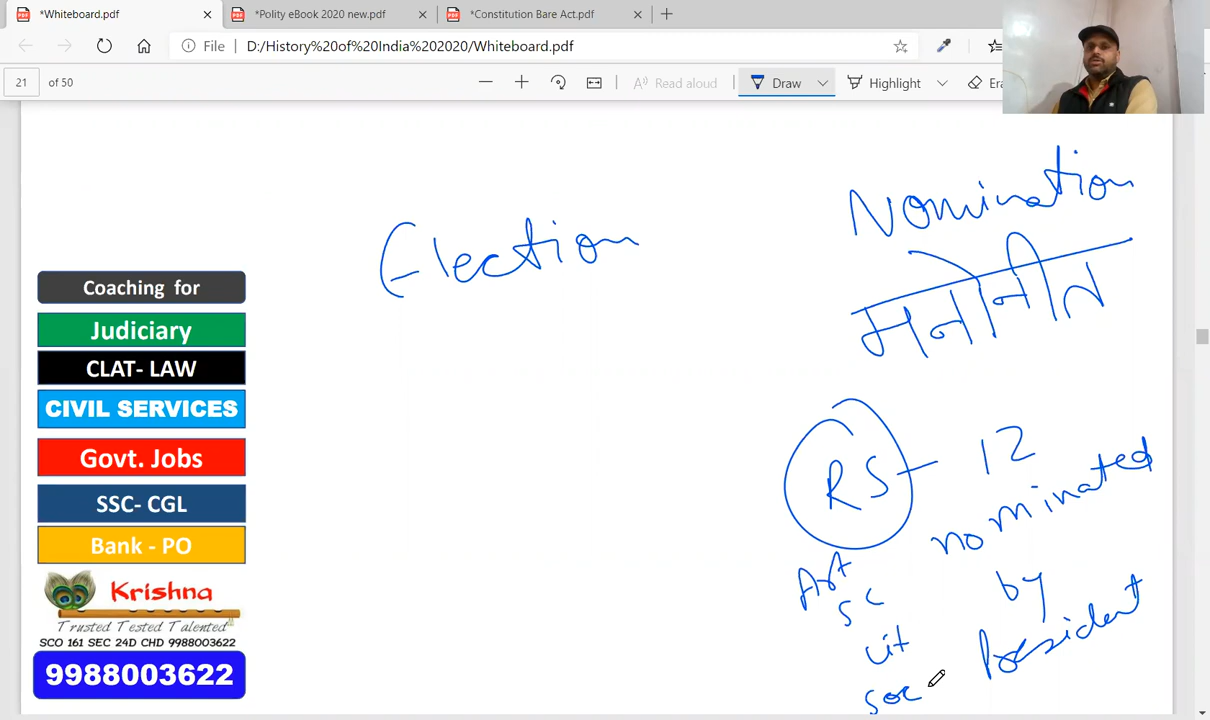 *Whiteboard.pdf
*Polity eBook 2020 new.pdf
*Constitution Bare Act.pdf
File
D:/History%20of%20India%202020/Whiteboard.pdf
21 of 50
Read aloud
Draw
Highlight
Era
Nomination
मनोनीत
Election
Coaching for
Judiciary
CLAT- LAW
CIVIL SERVICES
Govt. Jobs
SSC- CGL
Bank - PO
Krishna
Trusted Tested Talented
SCO 161 SEC 24D CHD 9988003622
9988003622
RS - 12
nominated
by
President
Art
sc
lit
soc